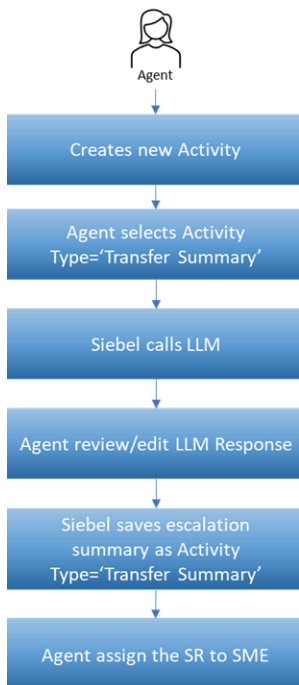 Agent
Creates new Activity
Agent selects Activity
Type=‘Transfer Summary’
Siebel calls LLM
Agent review/edit LLM Response
Siebel saves escalation
summary as Activity
Type=‘Transfer Summary’
Agent assign the SR to SME